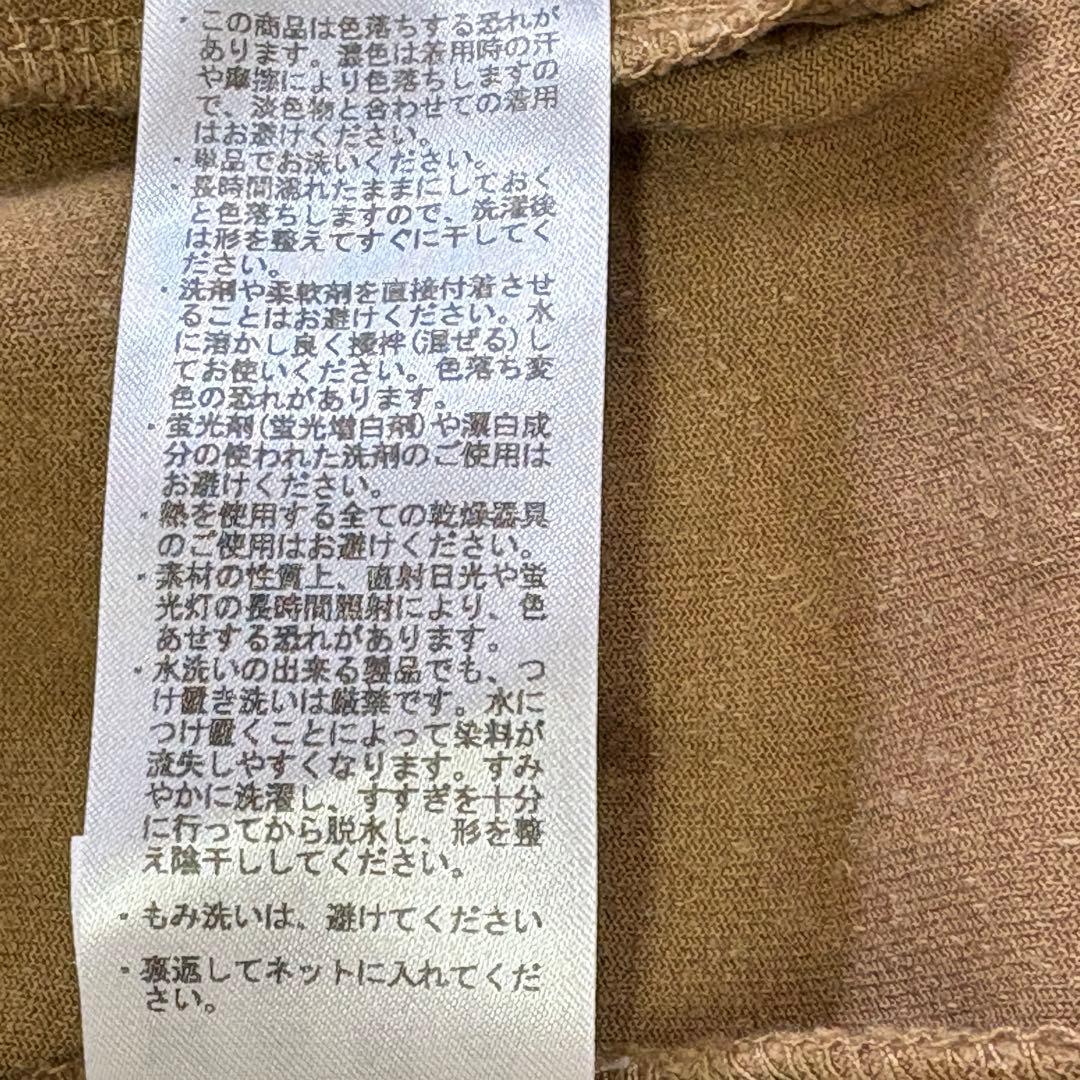 ・この商品は色落ちする恐れが
あります。濃色は着用時の汗
や摩擦により色落ちしますの
で、淡色物と合わせての着用
はお避けください。
・単品でお洗いください。
・長時間濡れたままにしておく
と色落ちしますので、洗濯後
は形を整えてすぐに干してく
ださい。
・洗剤や柔軟剤を直接付着させ
ることはお避けください。水
に溶かし良く攪拌(混ぜる)し
てお使いください。色落ち変
色の恐れがあります。
・蛍光剤(蛍光増白剤)や漂白成
分の使われた洗剤のご使用は
お避けください。
・熱を使用する全ての乾燥器具
のご使用はお避けください。
・素材の性質上、直射日光や蛍
光灯の長時間照射により、色
あせする恐れがあります。
・水洗いの出来る製品でも、つ
け置き洗いは厳禁です。水に
つけ置くことによって染料が
流失しやすくなります。すみ
やかに洗濯し、すすぎを十分
に行ってから脱水し、形を整
え陰干ししてください。
・もみ洗いは、避けてください
・裏返してネットに入れてくだ
さい。